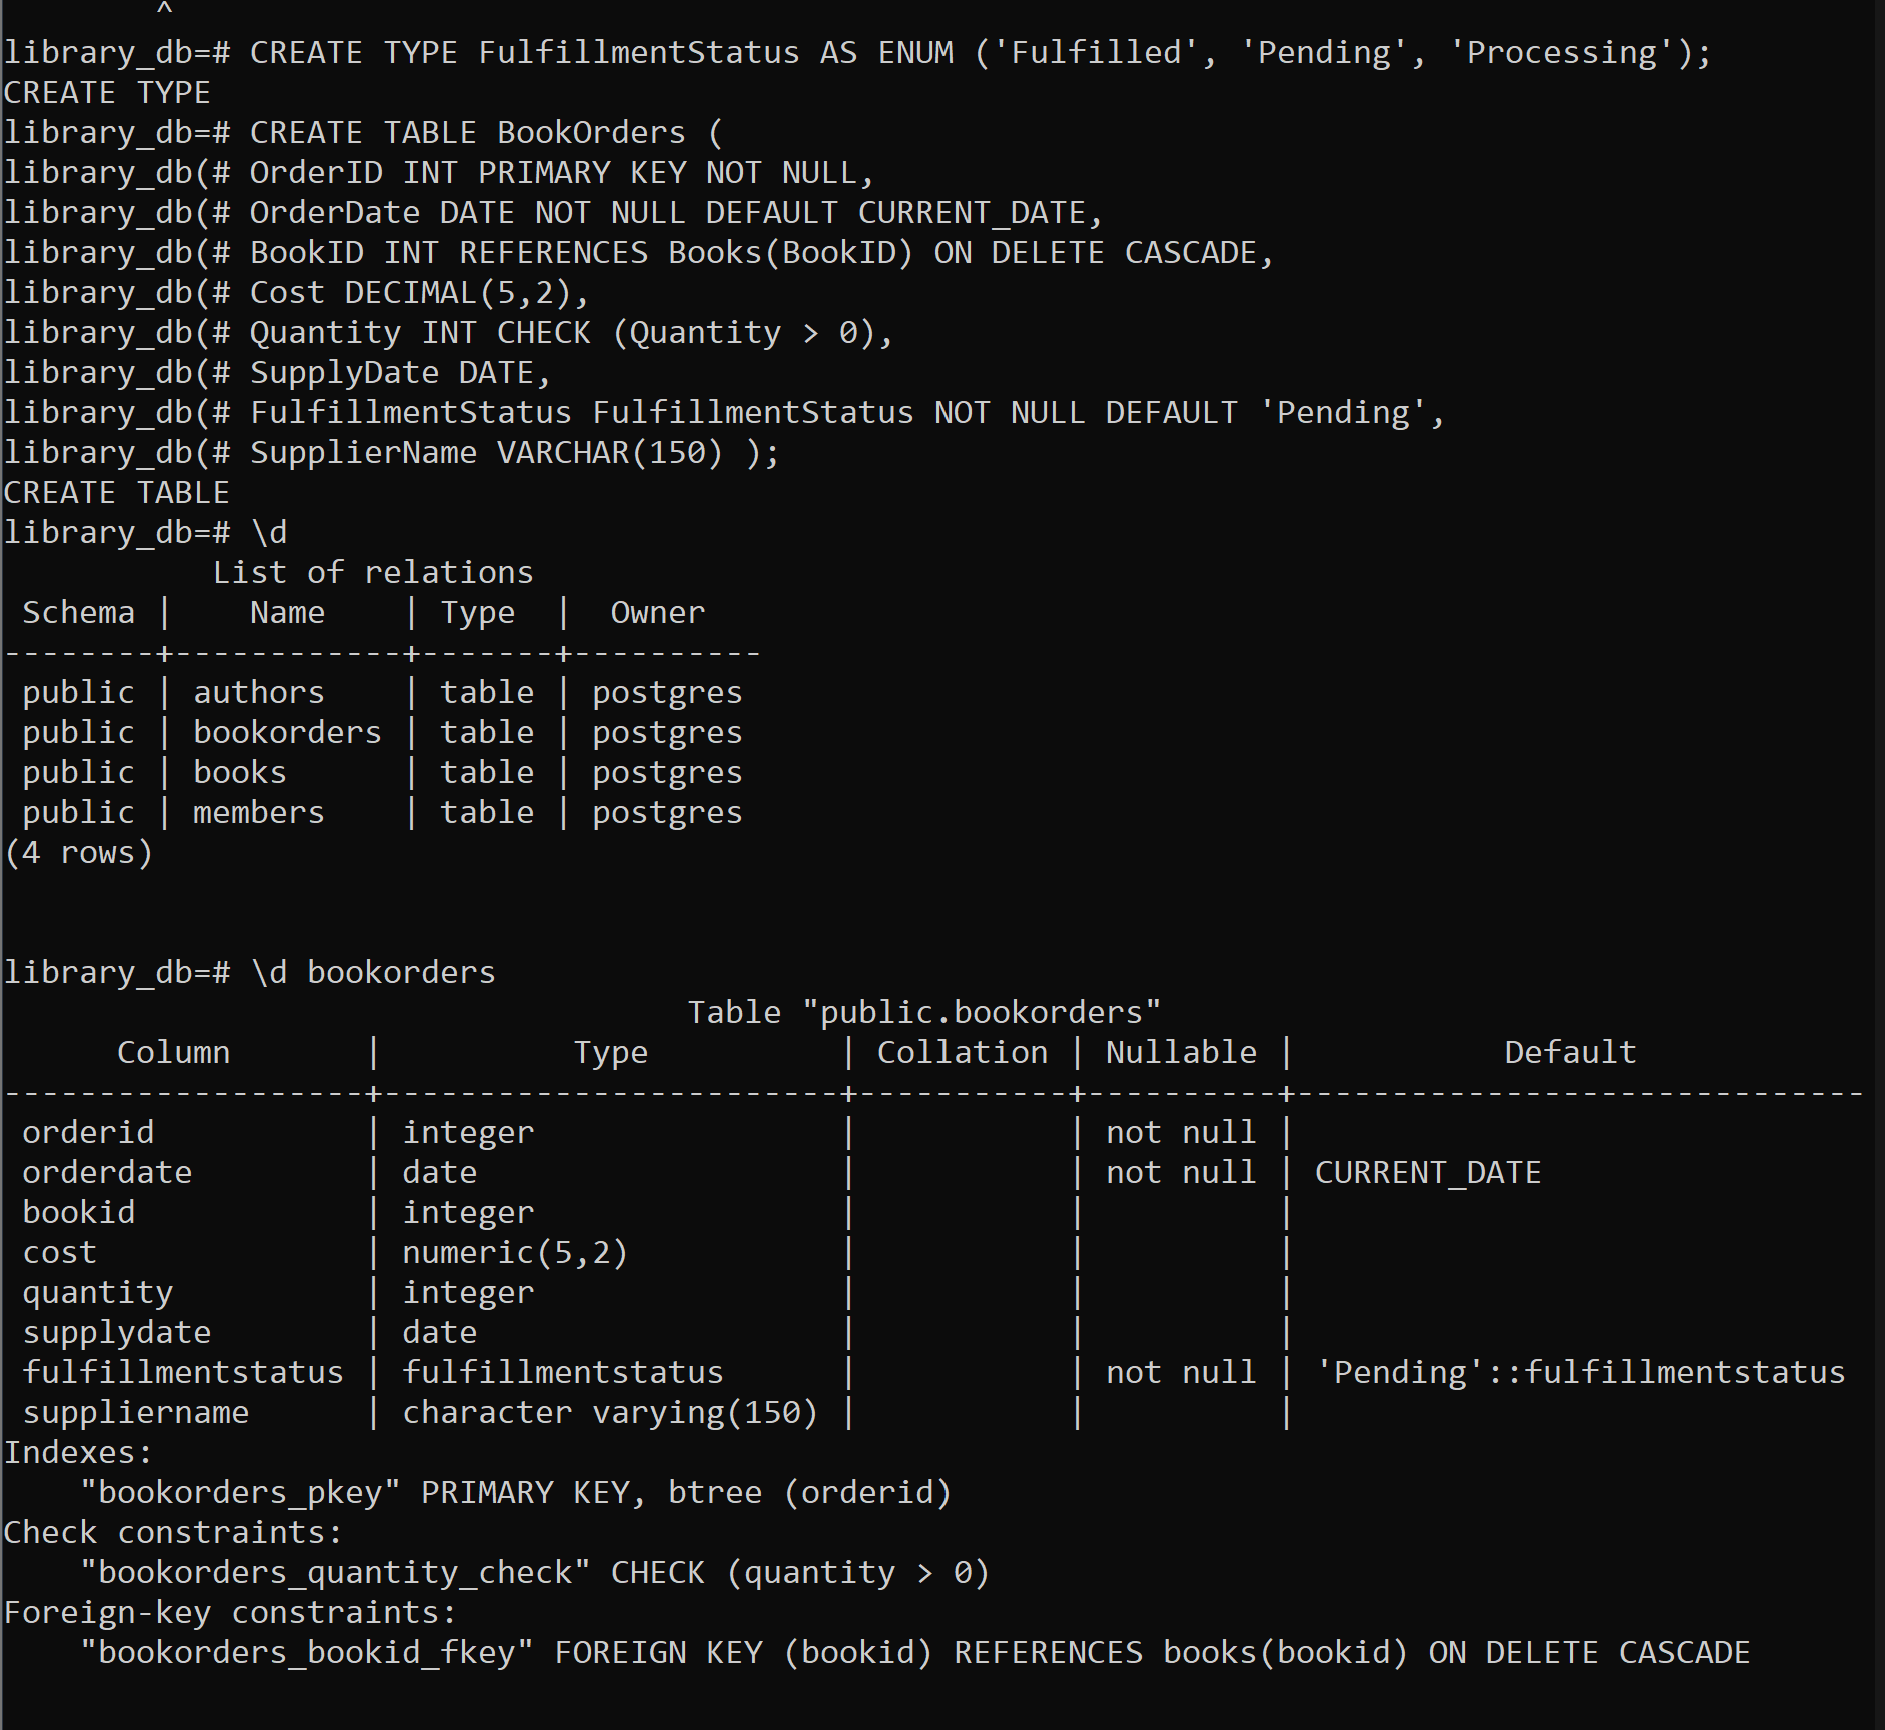 ^
library_db=# CREATE TYPE FulfillmentStatus AS ENUM ('Fulfilled', 'Pending', 'Processing');
CREATE TYPE
library_db=# CREATE TABLE BookOrders (
library_db(# OrderID INT PRIMARY KEY NOT NULL,
library_db(# OrderDate DATE NOT NULL DEFAULT CURRENT_DATE,
library_db(# BookID INT REFERENCES Books(BookID) ON DELETE CASCADE,
library_db(# Cost DECIMAL(5,2),
library_db(# Quantity INT CHECK (Quantity > 0),
library_db(# SupplyDate DATE,
library_db(# FulfillmentStatus FulfillmentStatus NOT NULL DEFAULT 'Pending',
library_db(# SupplierName VARCHAR(150) );
CREATE TABLE
library_db=# \d
           List of relations
 Schema |    Name    | Type  |  Owner
--------+------------+-------+----------
 public | authors    | table | postgres
 public | bookorders | table | postgres
 public | books      | table | postgres
 public | members    | table | postgres
(4 rows)
library_db=# \d bookorders
                                    Table "public.bookorders"
      Column       |          Type          | Collation | Nullable |           Default
-------------------+------------------------+-----------+----------+------------------------------
 orderid           | integer                |           | not null |
 orderdate         | date                   |           | not null | CURRENT_DATE
 bookid            | integer                |           |          |
 cost              | numeric(5,2)           |           |          |
 quantity          | integer                |           |          |
 supplydate        | date                   |           |          |
 fulfillmentstatus | fulfillmentstatus      |           | not null | 'Pending'::fulfillmentstatus
 suppliername      | character varying(150) |           |          |
Indexes:
    "bookorders_pkey" PRIMARY KEY, btree (orderid)
Check constraints:
    "bookorders_quantity_check" CHECK (quantity > 0)
Foreign-key constraints:
    "bookorders_bookid_fkey" FOREIGN KEY (bookid) REFERENCES books(bookid) ON DELETE CASCADE